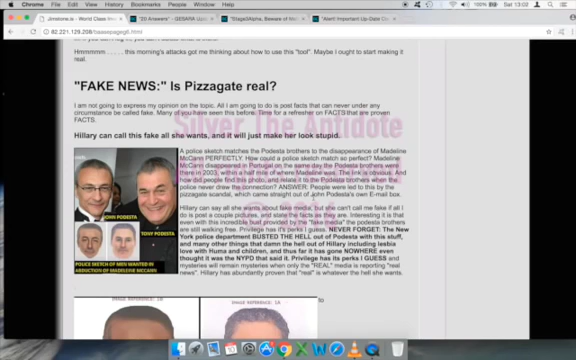 Chrome File Edit View History Bookmarks People Window Help
Sat 13:02
82.221.129.208/baasepageg6.html
Hmmmmm . . . . . . this morning's attacks got me thinking about how to use this "tool". Maybe I ought to start making it
real.
"FAKE NEWS:" Is Pizzagate real?
I am not going to express my opinion on the topic. All I am going to do is post facts that can never under any
circumstance be called fake. Many of you have seen this before. Time for a refresher on FACTS that are proven
FACTS.
Hillary can call this fake all she wants, and it will just make her look stupid.
Silver The Antidote
JOHN PODESTA
TONY PODESTA
POLICE SKETCH OF MEN WANTED IN
ABDUCTION OF MADELEINE MCCANN
A police sketch matches the Podesta brothers to the disappearance of Madeline
McCann PERFECTLY. How could a police sketch match so perfect? Madeline
McCann disappeared in Portugal on the same day the Podesta brothers were
there in 2003, within a half mile of where Madeline was. The link is obvious. And
how did people find this photo, and relate it to the Podesta brothers when the
police never drew the connection? ANSWER: People were led to this by the
pizzagate scandal, which came straight out of john Podesta's own E-mail box.
Hillary can say all she wants about fake media, but she can't call me fake if all I
do is post a couple pictures, and state the facts as they are. Interesting it is that
even with this incredible bust provided by the "fake media" the podesta brothers
are still walking free. Privilege has it's perks I guess. NEVER FORGET: The New
York police department BUSTED THE HELL out of Podesta with this stuff,
and many other things that damn the hell out of Hillary including lesbia
love with Huma and children, and thus far it has gone NOWHERE even
thought it was the NYPD that said it. Privilege has its perks I GUESS and
mysteries will remain mysteries when only the "REAL" media is reporting "real
news". Hillary has abundantly proven that "real" is whatever the hell she wants.
IMAGE REFERENCE: 1B
IMAGE REFERENCE: 1A
to